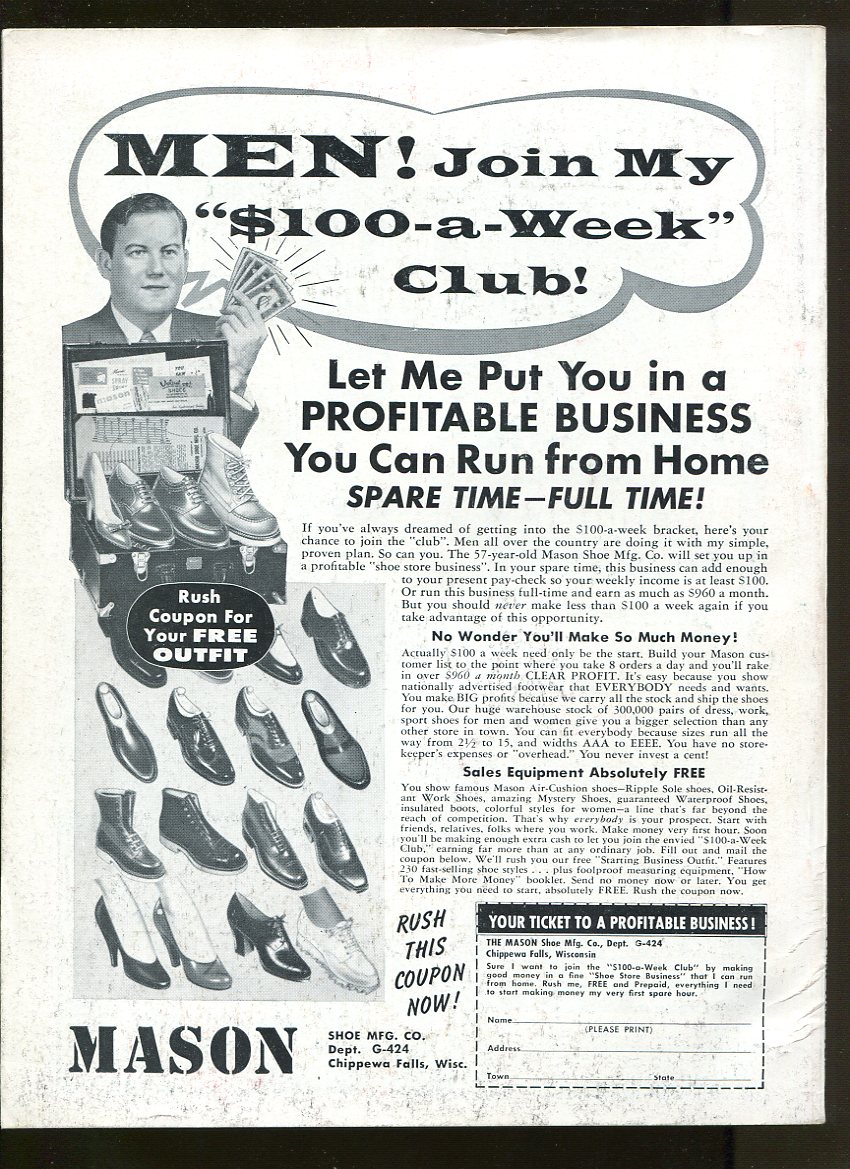 MEN! Join My
"$100-a-Week"
Club!
Let Me Put You in a
PROFITABLE BUSINESS
You Can Run from Home
SPARE TIME—FULL TIME!
If you've always dreamed of getting into the $100-a-week bracket, here's your
chance to join the "club". Men all over the country are doing it with my simple,
proven plan. So can you. The 57-year-old Mason Shoe Mfg. Co. will set you up in
a profitable "shoe store business". In your spare time, this business can add enough
to your present pay-check so your weekly income is at least $100.
Or run this business full-time and earn as much as $960 a month.
But you should never make less than $100 a week again if you
take advantage of this opportunity.
No Wonder You'll Make So Much Money!
Actually $100 a week need only be the start. Build your Mason cus-
tomer list to the point where you take 8 orders a day and you'll rake
in over $960 a month CLEAR PROFIT. It's easy because you show
nationally advertised footwear that EVERYBODY needs and wants.
You make BIG profits because we carry all the stock and ship the shoes
for you. Our huge warehouse stock of 300,000 pairs of dress, work,
sport shoes for men and women give you a bigger selection than any
other store in town. You can fit everybody because sizes run all the
way from 2½ to 15, and widths AAA to EEEE. You have no store-
keeper's expenses or "overhead." You never invest a cent!
Sales Equipment Absolutely FREE
You show famous Mason Air-Cushion shoes—Ripple Sole shoes, Oil-Resist-
ant Work Shoes, amazing Mystery Shoes, guaranteed Waterproof Shoes,
insulated boots, colorful styles for women—a line that's far beyond the
reach of competition. That's why everybody is your prospect. Start with
friends, relatives, folks where you work. Make money very first hour. Soon
you'll be making enough extra cash to let you join the envied "$100-a-Week
Club," earning far more than at any ordinary job. Fill out and mail the
coupon below. We'll rush you our free "Starting Business Outfit." Features
230 fast-selling shoe styles . . . plus foolproof measuring equipment, "How
To Make More Money" booklet. Send no money now or later. You get
everything you need to start, absolutely FREE. Rush the coupon now.
Rush
Coupon For
Your FREE
OUTFIT
RUSH
THIS
COUPON
NOW!
YOUR TICKET TO A PROFITABLE BUSINESS!
THE MASON Shoe Mfg. Co., Dept. G-424
Chippewa Falls, Wisconsin
Sure I want to join the "$100-a-Week Club" by making
good money in a fine "Shoe Store Business" that I can run
from home. Rush me, FREE and Prepaid, everything I need
to start making money my very first spare hour.
Name
(PLEASE PRINT)
Address
Town State
MASON
SHOE MFG. CO.
Dept. G-424
Chippewa Falls, Wisc.